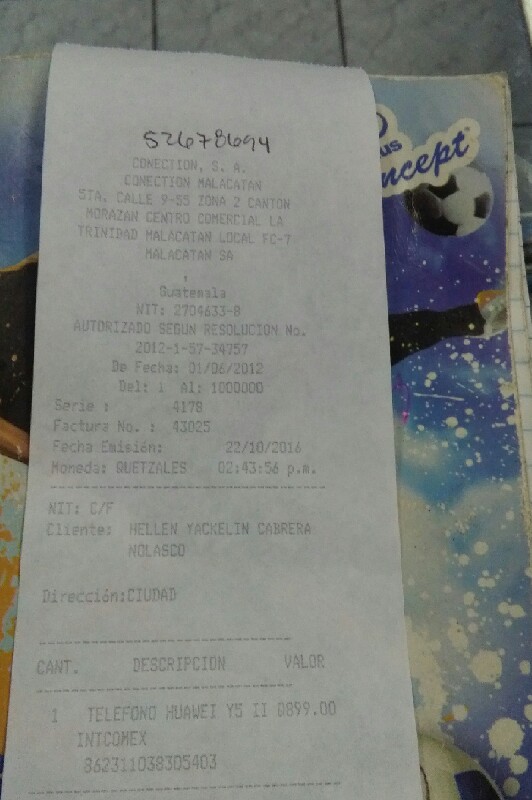 52678694
CONECTION, S. A.
CONECTION MALACATAN
5TA. CALLE 9-55 ZONA 2 CANTON
MORAZAN CENTRO COMERCIAL LA
TRINIDAD MALACATAN LOCAL FC-7
MALACATAN SA
,
Guatemala
NIT: 2704633-8
AUTORIZADO SEGUN RESOLUCION No.
2012-1-57-34757
De Fecha: 01/06/2012
Del: 1 Al: 1000000
Serie : 4178
Factura No. : 43025
Fecha Emisión: 22/10/2016
Moneda: QUETZALES 02:43:56 p.m.
NIT: C/F
Cliente: HELLEN YACKELIN CABRERA
NOLASCO
Dirección:CIUDAD
CANT. DESCRIPCION VALOR
1 TELEFONO HUAWEI Y5 II Q899.00
INTCOMEX
862311038305403